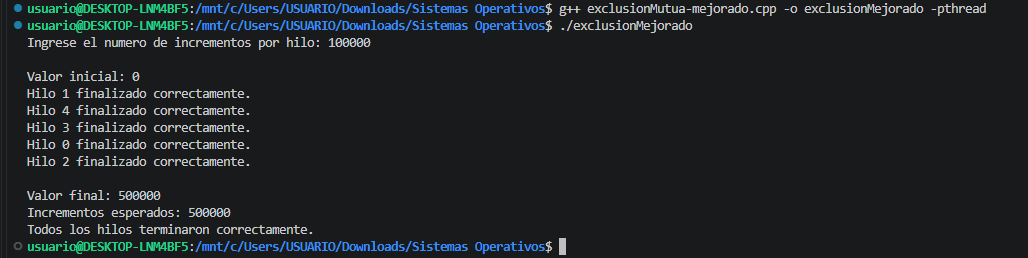 usuario@DESKTOP-LNM4BF5:/mnt/c/Users/USUARIO/Downloads/Sistemas Operativos$ g++ exclusionMutua-mejorado.cpp -o exclusionMejorado -pthread
usuario@DESKTOP-LNM4BF5:/mnt/c/Users/USUARIO/Downloads/Sistemas Operativos$ ./exclusionMejorado
Ingrese el numero de incrementos por hilo: 100000
Valor inicial: 0
Hilo 1 finalizado correctamente.
Hilo 4 finalizado correctamente.
Hilo 3 finalizado correctamente.
Hilo 0 finalizado correctamente.
Hilo 2 finalizado correctamente.
Valor final: 500000
Incrementos esperados: 500000
Todos los hilos terminaron correctamente.
usuario@DESKTOP-LNM4BF5:/mnt/c/Users/USUARIO/Downloads/Sistemas Operativos$